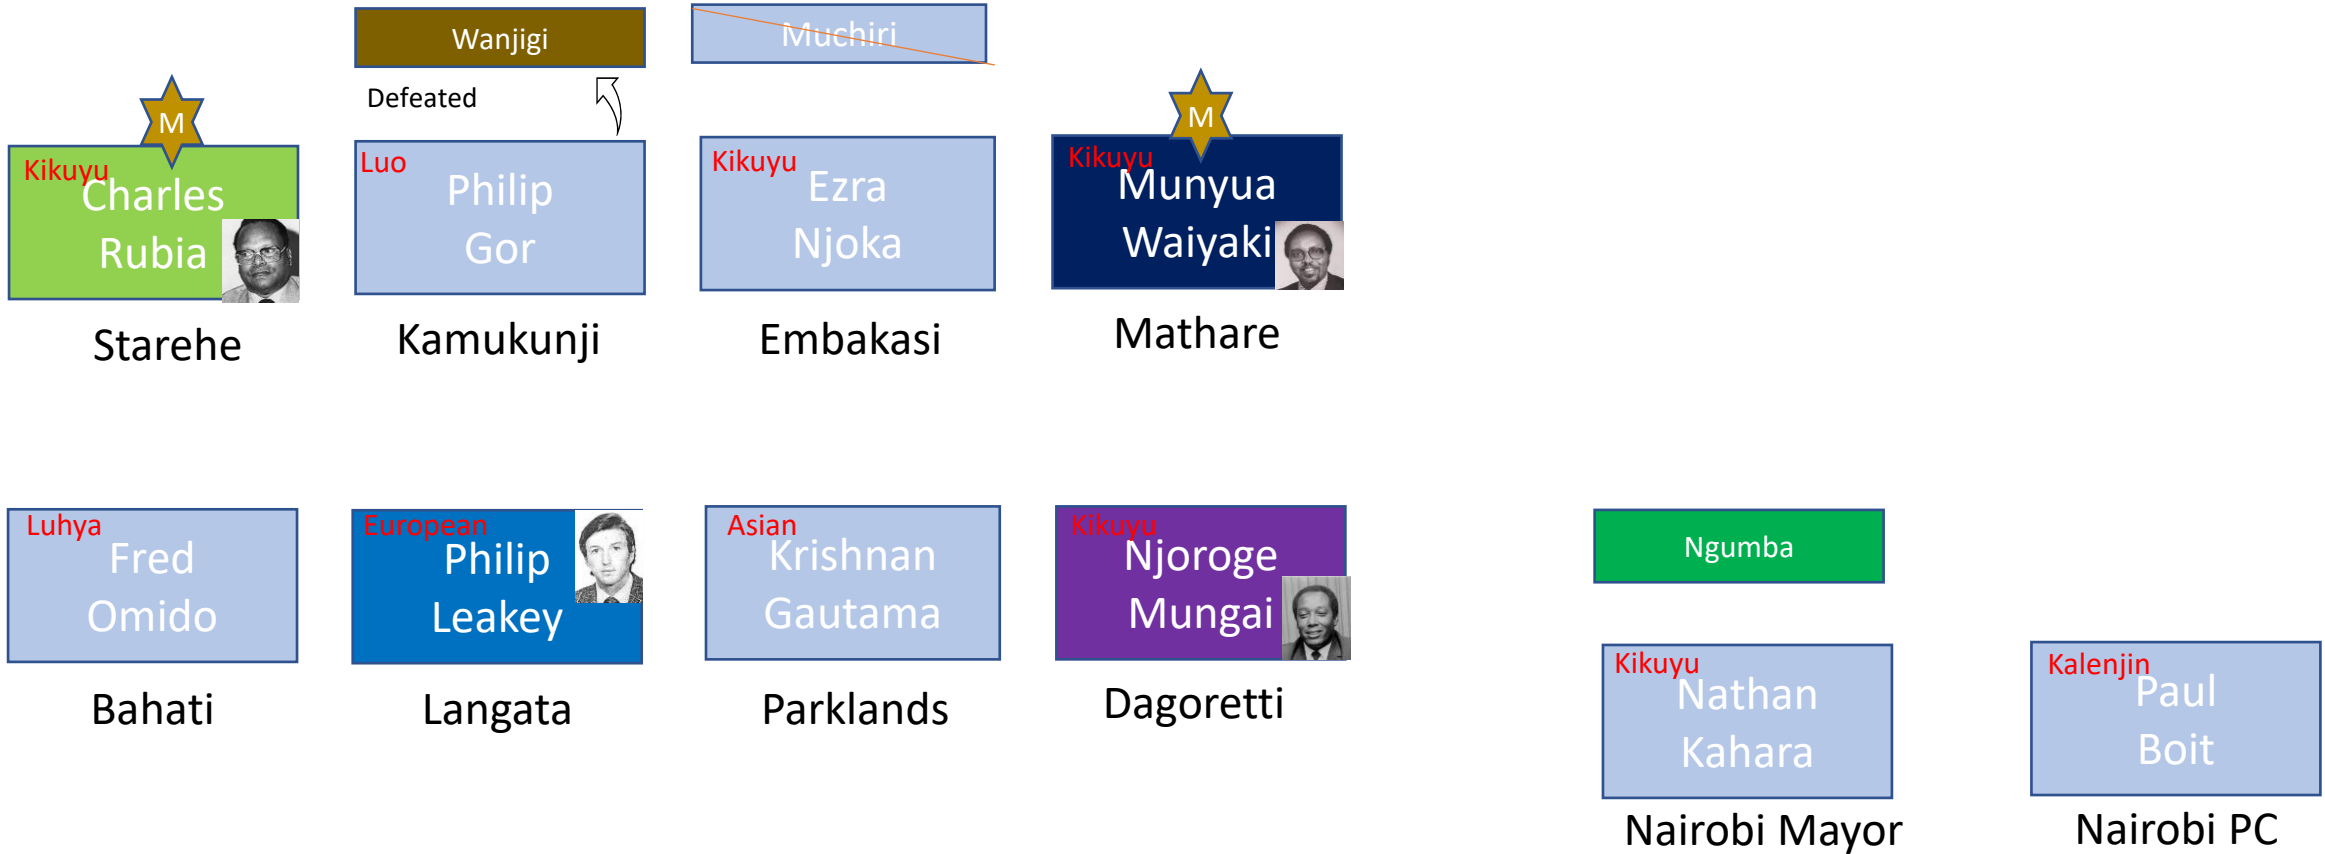 Wanjigi
Muchiri
Defeated
M
M
Kikuyu
Charles
Rubia
Luo
Philip
Gor
Kikuyu
Ezra
Njoka
Kikuyu
Munyua
Waiyaki
Starehe
Kamukunji
Embakasi
Mathare
Luhya
Fred
Omido
European
Philip
Leakey
Asian
Krishnan
Gautama
Kikuyu
Njoroge
Mungai
Ngumba
Kikuyu
Nathan
Kahara
Kalenjin
Paul
Boit
Bahati
Langata
Parklands
Dagoretti
Nairobi Mayor
Nairobi PC